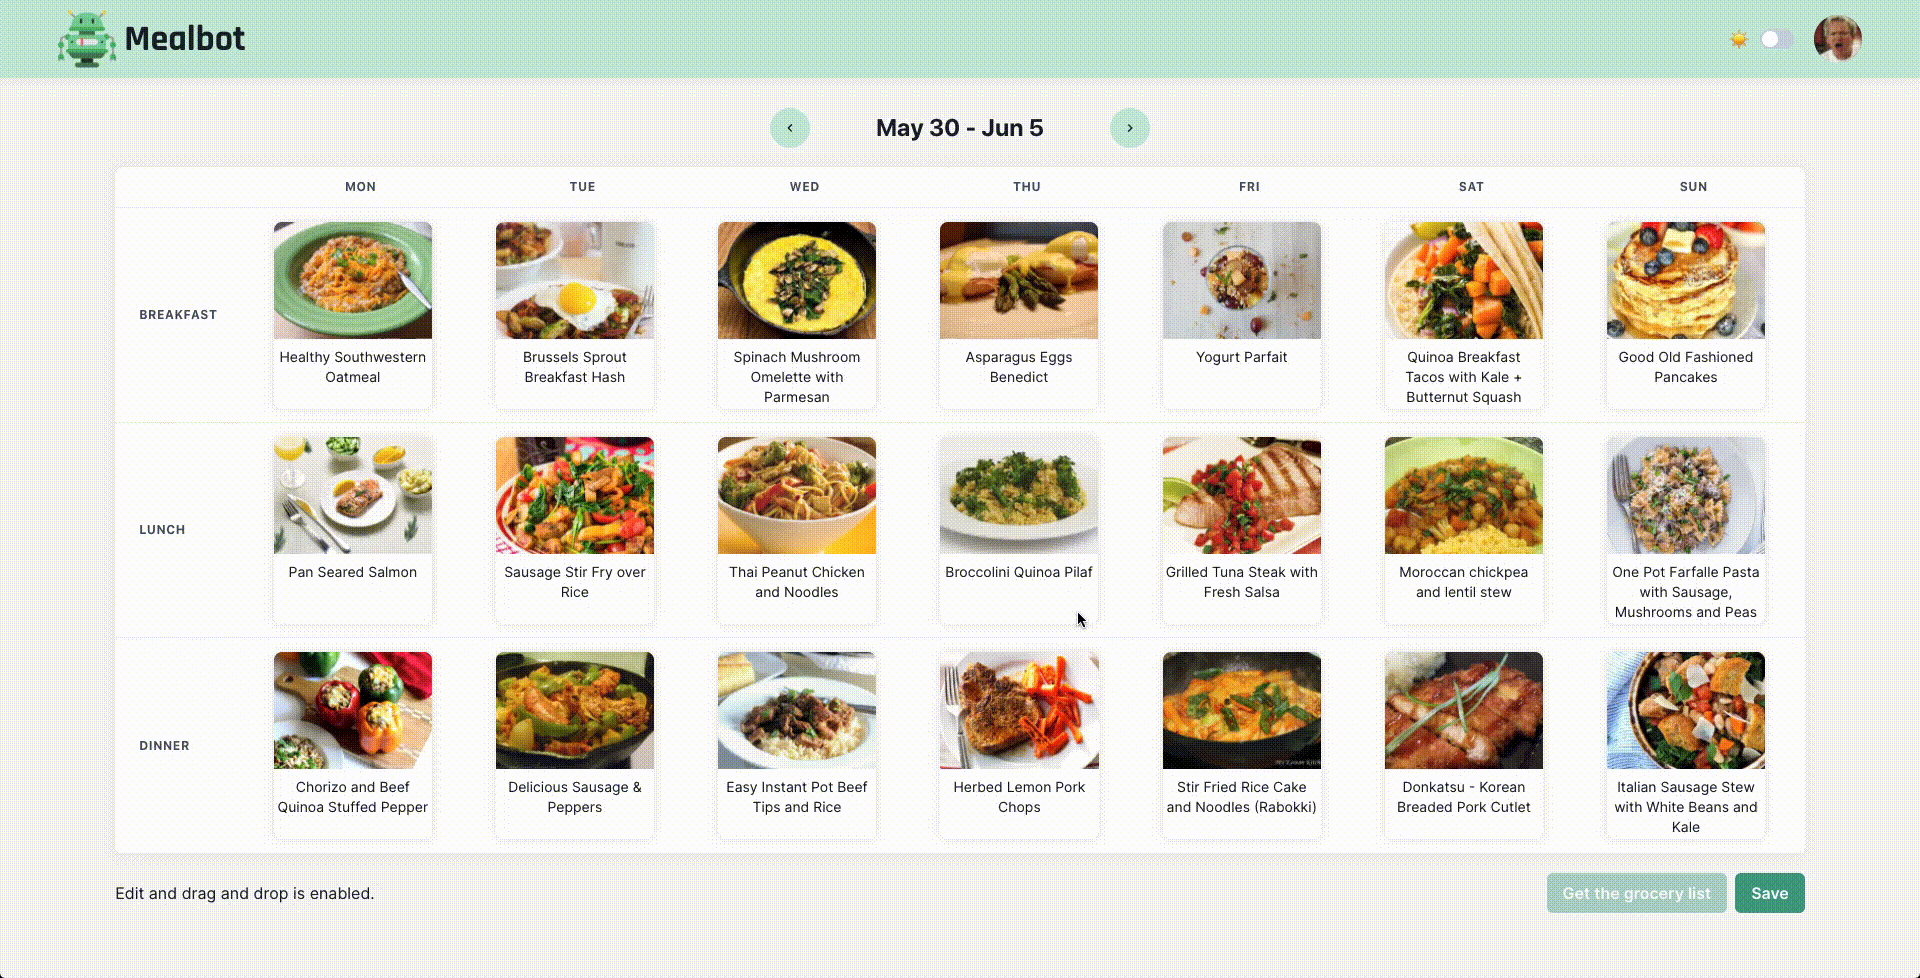 Mealbot
May 30 - Jun 5
MON TUE WED THU FRI SAT SUN
BREAKFAST
Healthy Southwestern
Oatmeal
Brussels Sprout
Breakfast Hash
Spinach Mushroom
Omelette with
Parmesan
Asparagus Eggs
Benedict
Yogurt Parfait
Quinoa Breakfast
Tacos with Kale +
Butternut Squash
Good Old Fashioned
Pancakes
LUNCH
Pan Seared Salmon
Sausage Stir Fry over
Rice
Thai Peanut Chicken
and Noodles
Broccolini Quinoa Pilaf
Grilled Tuna Steak with
Fresh Salsa
Moroccan chickpea
and lentil stew
One Pot Farfalle Pasta
with Sausage,
Mushrooms and Peas
DINNER
Chorizo and Beef
Quinoa Stuffed Pepper
Delicious Sausage &
Peppers
Easy Instant Pot Beef
Tips and Rice
Herbed Lemon Pork
Chops
Stir Fried Rice Cake
and Noodles (Rabokki)
Donkatsu - Korean
Breaded Pork Cutlet
Italian Sausage Stew
with White Beans and
Kale
Edit and drag and drop is enabled.
Get the grocery list
Save